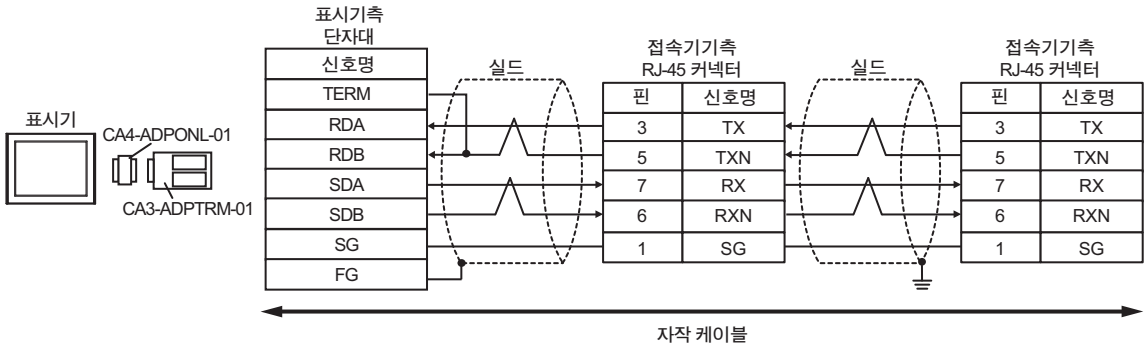 표시기
CA4-ADPONL-01
CA3-ADPTRM-01
표시기측
단자대
신호명
TERM
RDA
RDB
SDA
SDB
SG
FG
실드
접속기기측
RJ-45 커넥터
핀 신호명
3 TX
5 TXN
7 RX
6 RXN
1 SG
실드
접속기기측
RJ-45 커넥터
핀 신호명
3 TX
5 TXN
7 RX
6 RXN
1 SG
자작 케이블